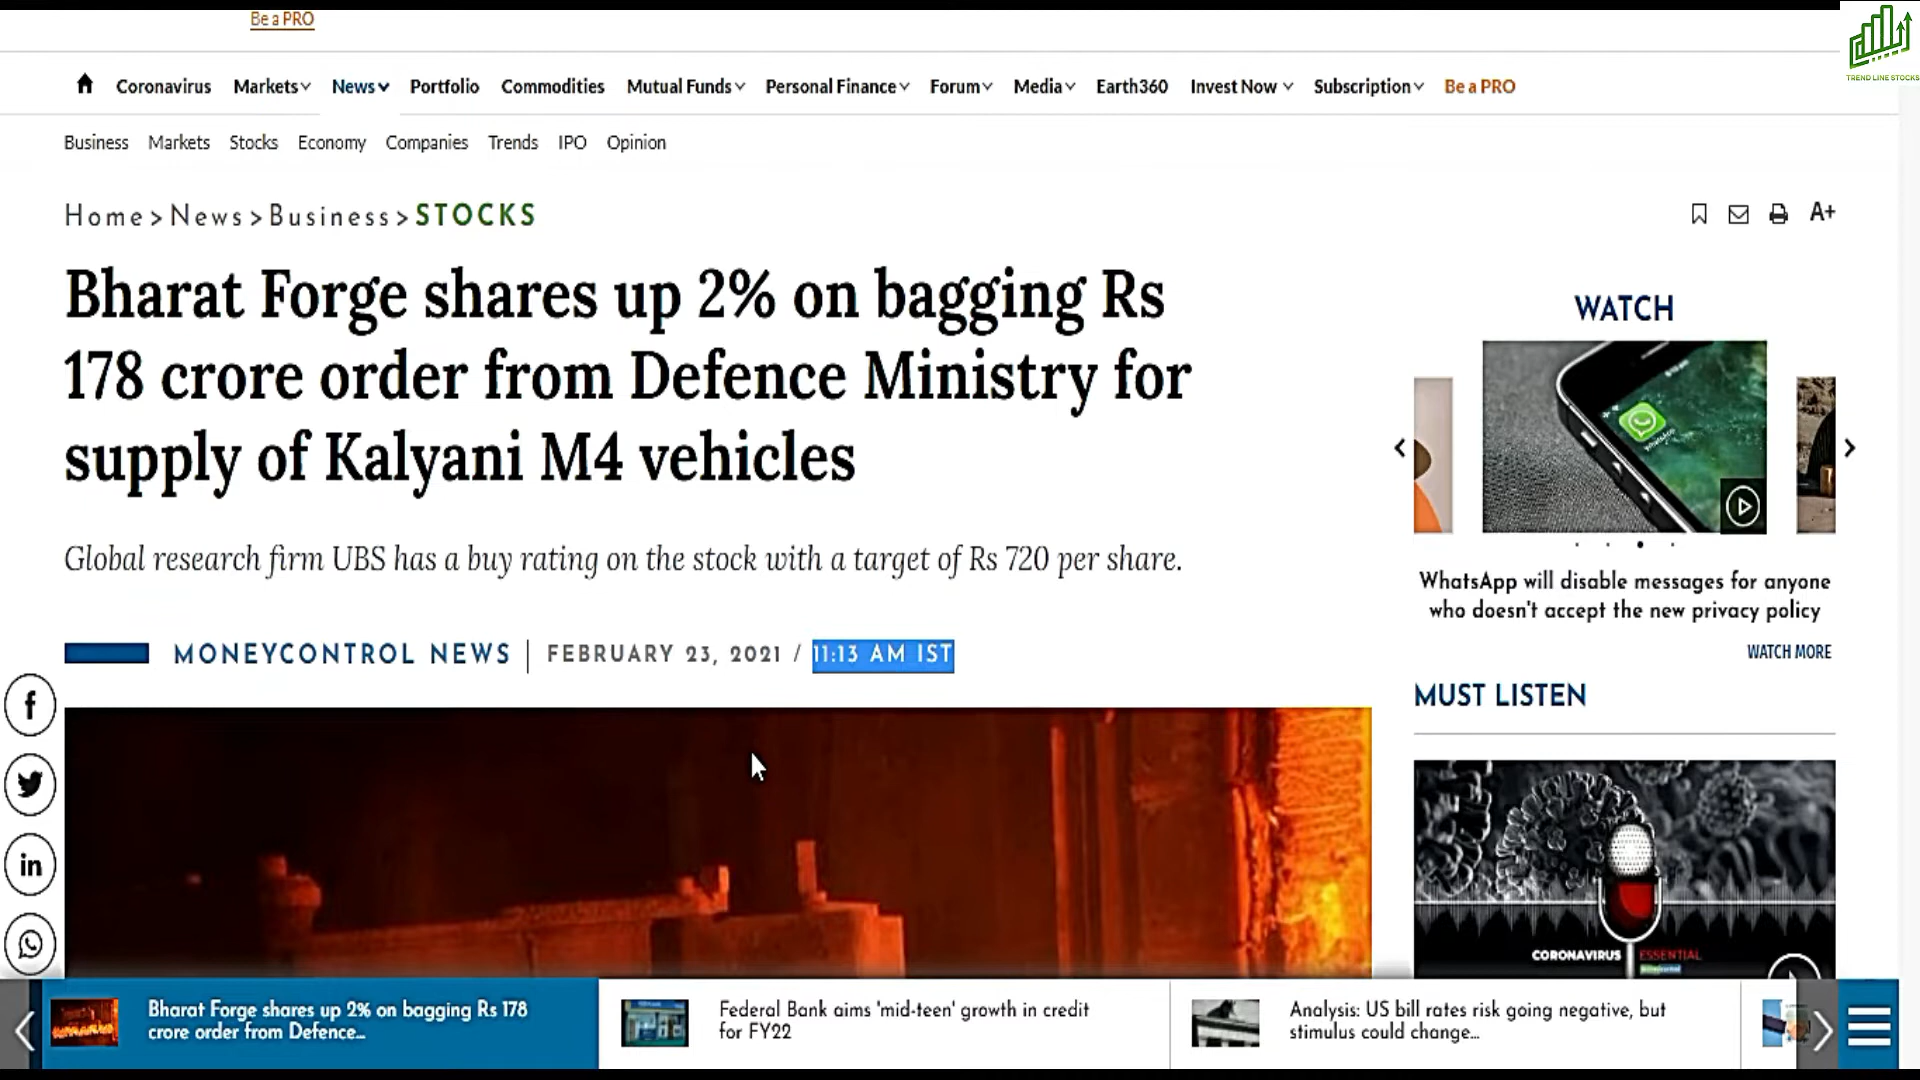 Be a PRO
TREND LINE STOCKS
Coronavirus Markets News Portfolio Commodities Mutual Funds Personal Finance Forum Media Earth360 Invest Now Subscription Be a PRO
Business Markets Stocks Economy Companies Trends IPO Opinion
Home > News > Business > STOCKS
A+
Bharat Forge shares up 2% on bagging Rs
178 crore order from Defence Ministry for
supply of Kalyani M4 vehicles
Global research firm UBS has a buy rating on the stock with a target of Rs 720 per share.
MONEYCONTROL NEWS | FEBRUARY 23, 2021 / 11:13 AM IST
WATCH
WhatsApp will disable messages for anyone
who doesn't accept the new privacy policy
WATCH MORE
MUST LISTEN
CORONAVIRUS ESSENTIAL
Bharat Forge shares up 2% on bagging Rs 178
crore order from Defence...
Federal Bank aims 'mid-teen' growth in credit
for FY22
Analysis: US bill rates risk going negative, but
stimulus could change...